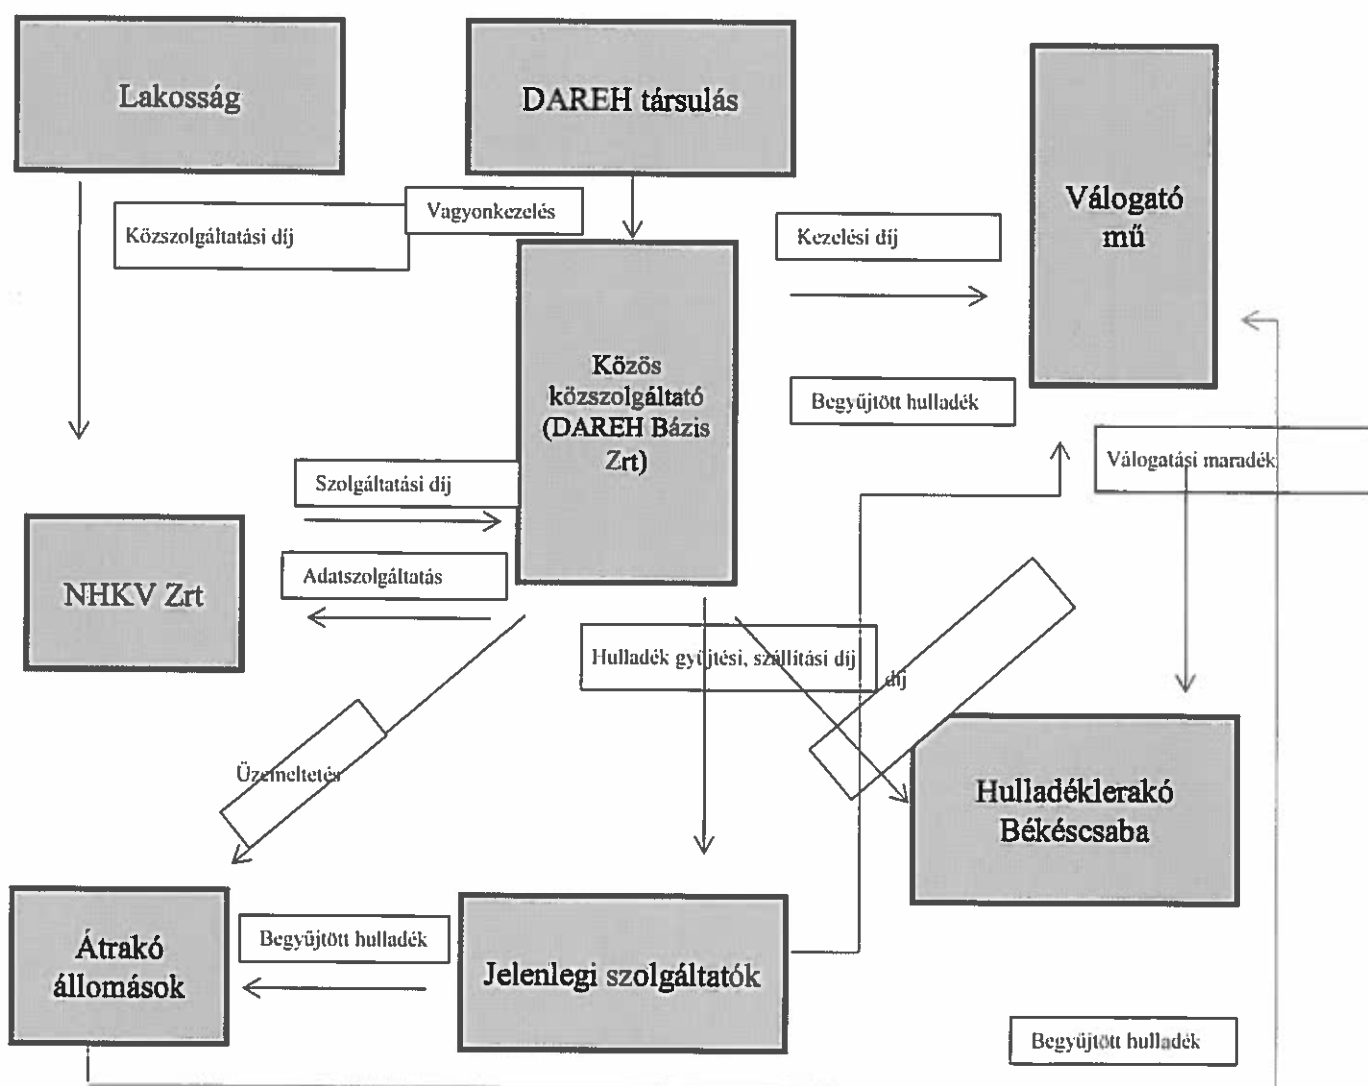 Lakosság
DAREH társulás
Válogató
mű
Vagyonkezelés
Közszolgáltatási díj
Kezelési díj
Közös
közszolgáltató
(DAREH Bázis
Zrt)
Begyűjtött hulladék
Válogatási maradék
Szolgáltatási díj
Adatszolgáltatás
NHKV Zrt
Hulladék gyűjtési, szállítási díj
díj
Üzemeltetés
Hulladéklerakó
Békéscsaba
Átrakó
állomások
Begyűjtött hulladék
Jelenlegi szolgáltatók
Begyűjtött hulladék